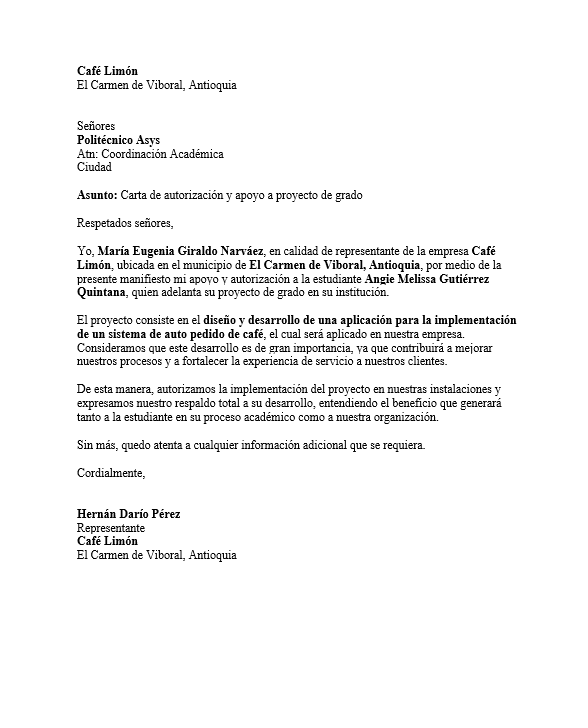 Café Limón
El Carmen de Viboral, Antioquia
Señores
Politécnico Asys
Atn: Coordinación Académica
Ciudad
Asunto: Carta de autorización y apoyo a proyecto de grado
Respetados señores,
Yo, María Eugenia Giraldo Narváez, en calidad de representante de la empresa Café
Limón, ubicada en el municipio de El Carmen de Viboral, Antioquia, por medio de la
presente manifiesto mi apoyo y autorización a la estudiante Angie Melissa Gutiérrez
Quintana, quien adelanta su proyecto de grado en su institución.
El proyecto consiste en el diseño y desarrollo de una aplicación para la implementación
de un sistema de auto pedido de café, el cual será aplicado en nuestra empresa.
Consideramos que este desarrollo es de gran importancia, ya que contribuirá a mejorar
nuestros procesos y a fortalecer la experiencia de servicio a nuestros clientes.
De esta manera, autorizamos la implementación del proyecto en nuestras instalaciones y
expresamos nuestro respaldo total a su desarrollo, entendiendo el beneficio que generará
tanto a la estudiante en su proceso académico como a nuestra organización.
Sin más, quedo atenta a cualquier información adicional que se requiera.
Cordialmente,
Hernán Darío Pérez
Representante
Café Limón
El Carmen de Viboral, Antioquia